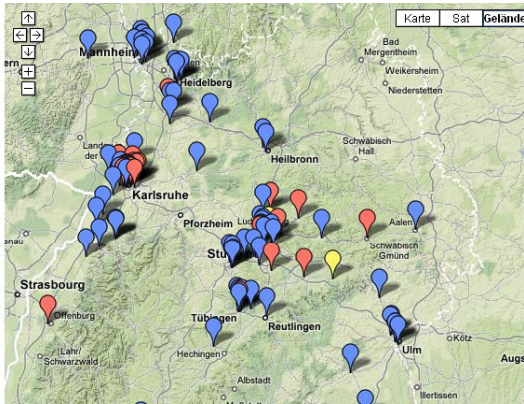 Karte Sat Gelände
Mannheim
Bad
Mergentheim
Weikersheim
Heidelberg
Niederstetten
Schwäbisch
Hall
Heilbronn
Karlsruhe
Pforzheim
Aalen
Schwäbisch
Gmünd
Strasbourg
Offenburg
Tübingen
Reutlingen
Lahr/
Schwarzwald
Hechingen
Ulm
Kötz
Augs
Albstadt
Illertissen